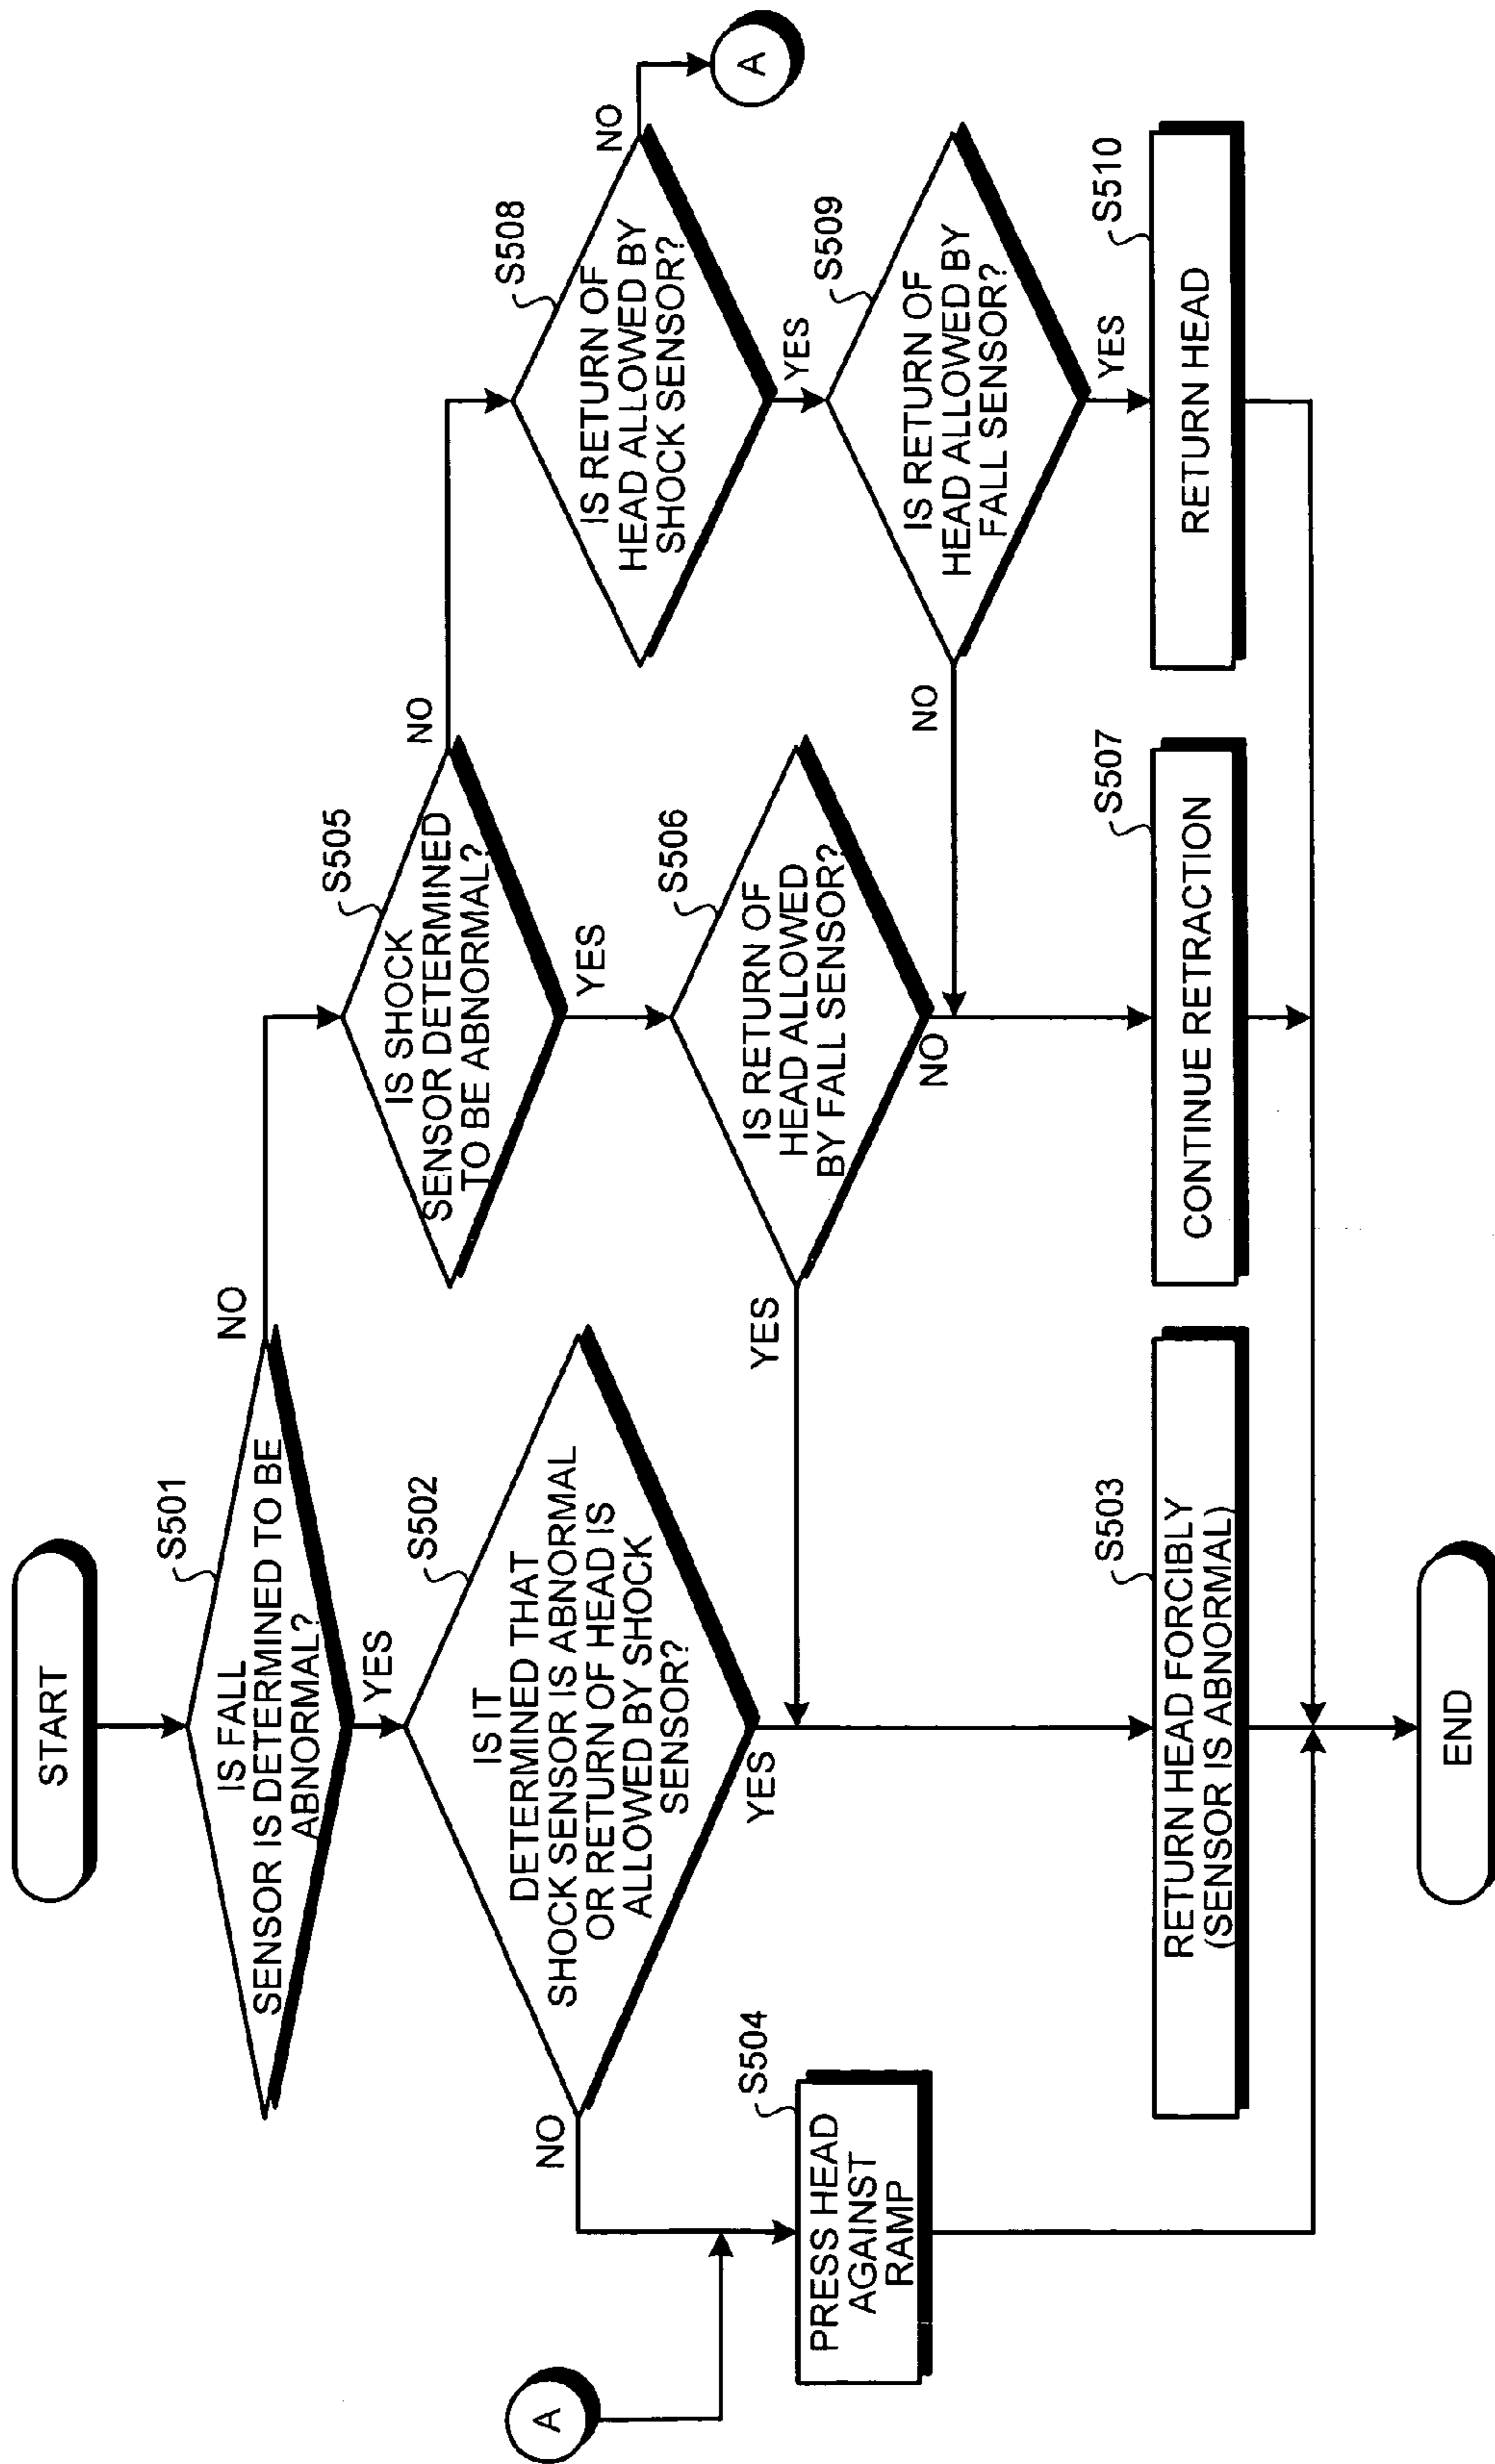 START
S501
IS FALL
SENSOR IS DETERMINED TO BE
ABNORMAL?
NO
YES
S502
IS IT
DETERMINED THAT
SHOCK SENSOR IS ABNORMAL
OR RETURN OF HEAD IS
ALLOWED BY SHOCK
SENSOR?
NO
YES
A
S504
PRESS HEAD
AGAINST
RAMP
S503
RETURN HEAD FORCIBLY
(SENSOR IS ABNORMAL)
S505
IS SHOCK
SENSOR DETERMINED
TO BE ABNORMAL?
NO
YES
S506
IS RETURN OF
HEAD ALLOWED
BY FALL SENSOR?
YES
NO
S507
CONTINUE RETRACTION
S508
IS RETURN OF
HEAD ALLOWED BY
SHOCK SENSOR?
NO
A
YES
S509
IS RETURN OF
HEAD ALLOWED BY
FALL SENSOR?
NO
YES
S510
RETURN HEAD
END